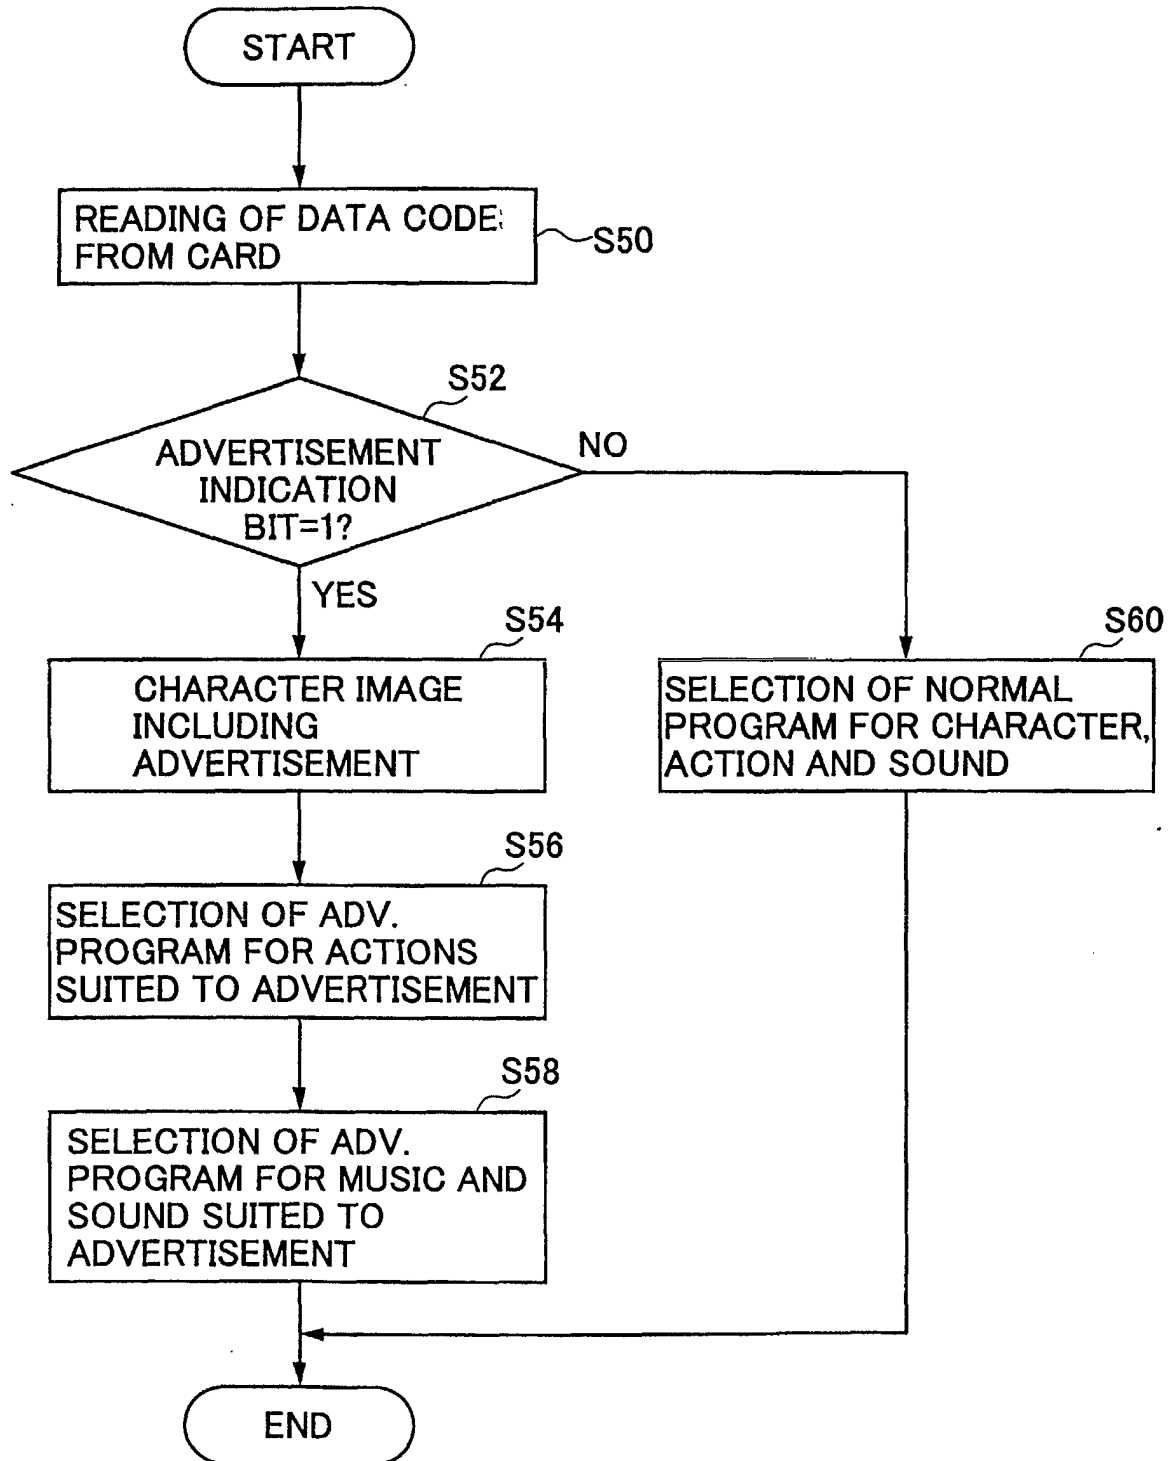 START
READING OF DATA CODE
FROM CARD
S50
S52
ADVERTISEMENT
INDICATION
BIT=1?
NO
YES
S54
CHARACTER IMAGE
INCLUDING
ADVERTISEMENT
S60
SELECTION OF NORMAL
PROGRAM FOR CHARACTER,
ACTION AND SOUND
S56
SELECTION OF ADV.
PROGRAM FOR ACTIONS
SUITED TO ADVERTISEMENT
S58
SELECTION OF ADV.
PROGRAM FOR MUSIC AND
SOUND SUITED TO
ADVERTISEMENT
END